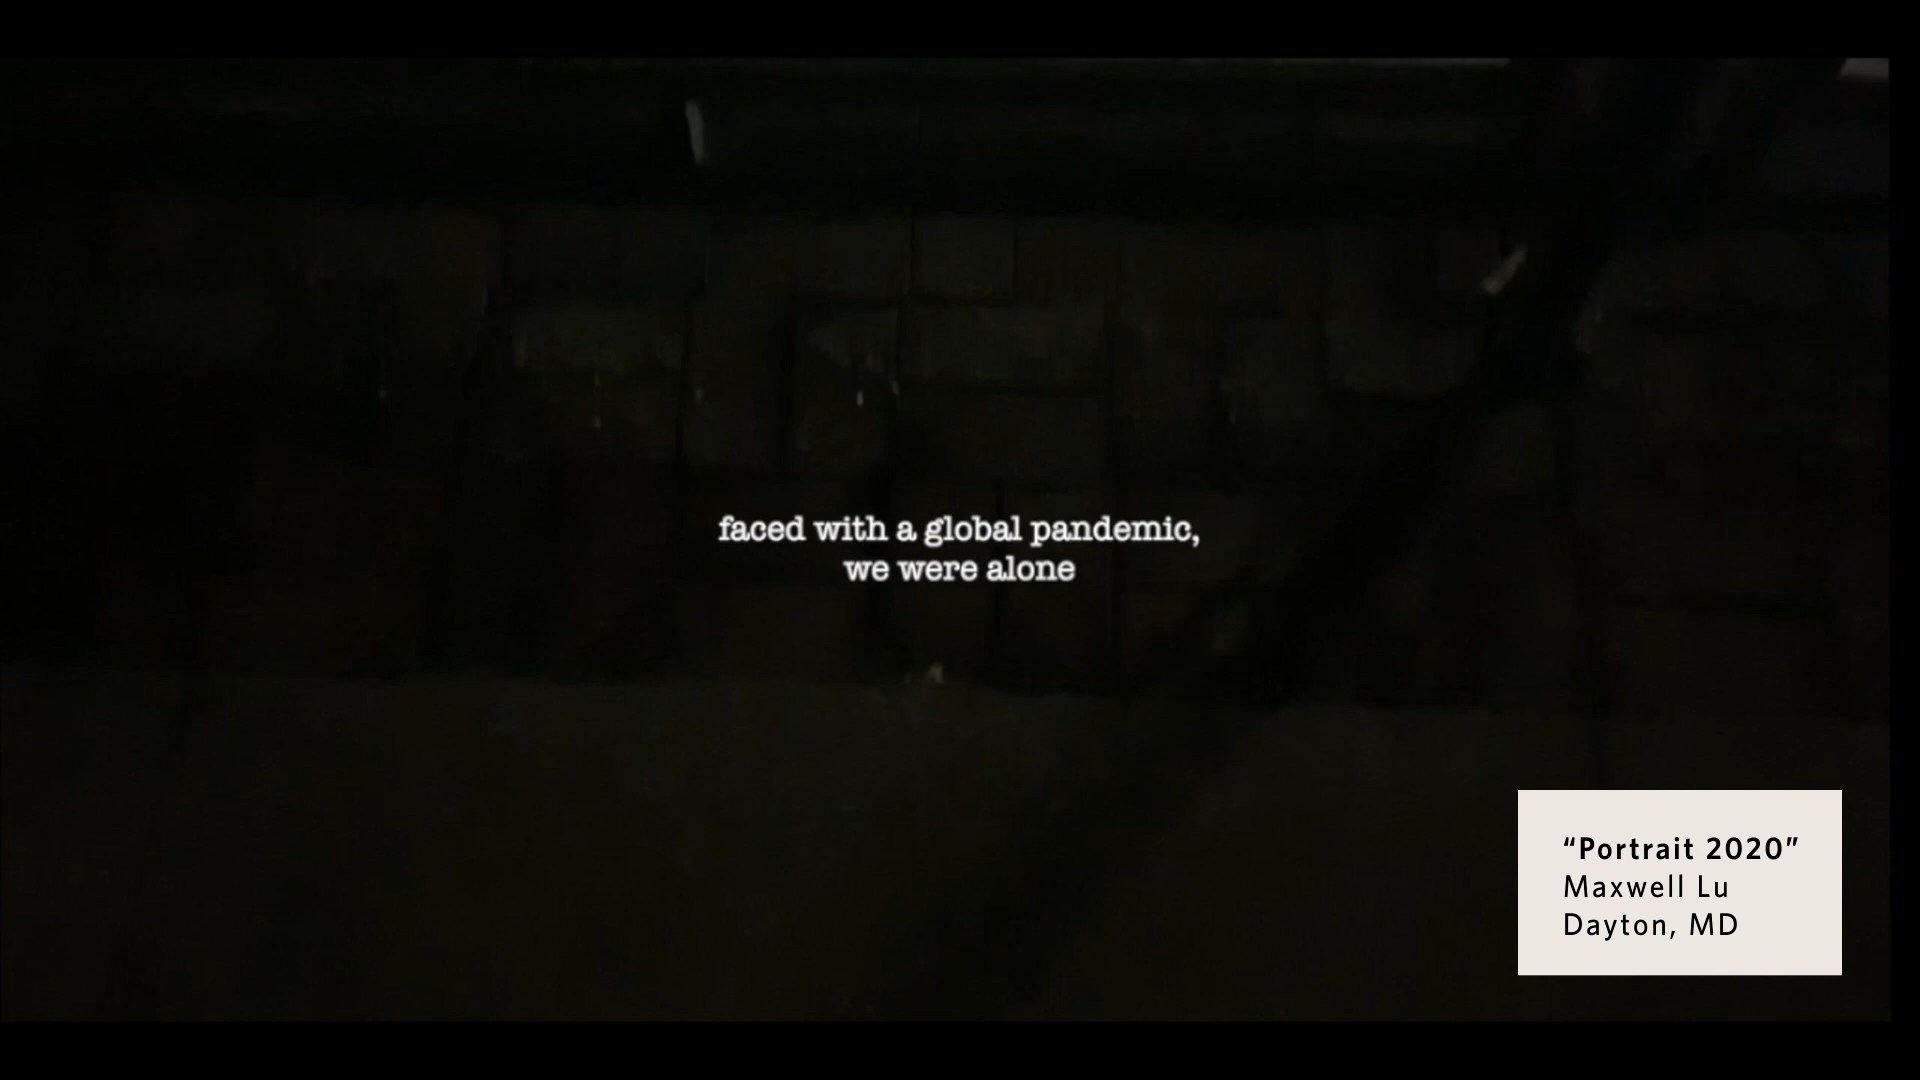 faced with a global pandemic,
we were alone
“Portrait 2020”
Maxwell Lu
Dayton, MD